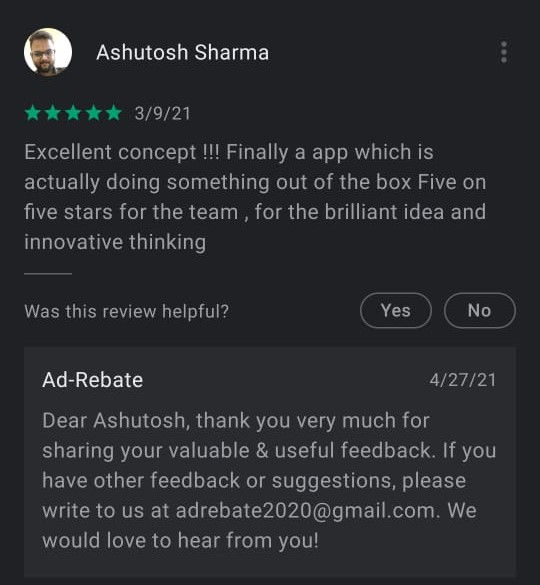 Ashutosh Sharma
3/9/21
Excellent concept !!! Finally a app which is
actually doing something out of the box Five on
five stars for the team , for the brilliant idea and
innovative thinking
Was this review helpful?
Yes
No
Ad-Rebate
4/27/21
Dear Ashutosh, thank you very much for
sharing your valuable & useful feedback. If you
have other feedback or suggestions, please
write to us at adrebate2020@gmail.com. We
would love to hear from you!